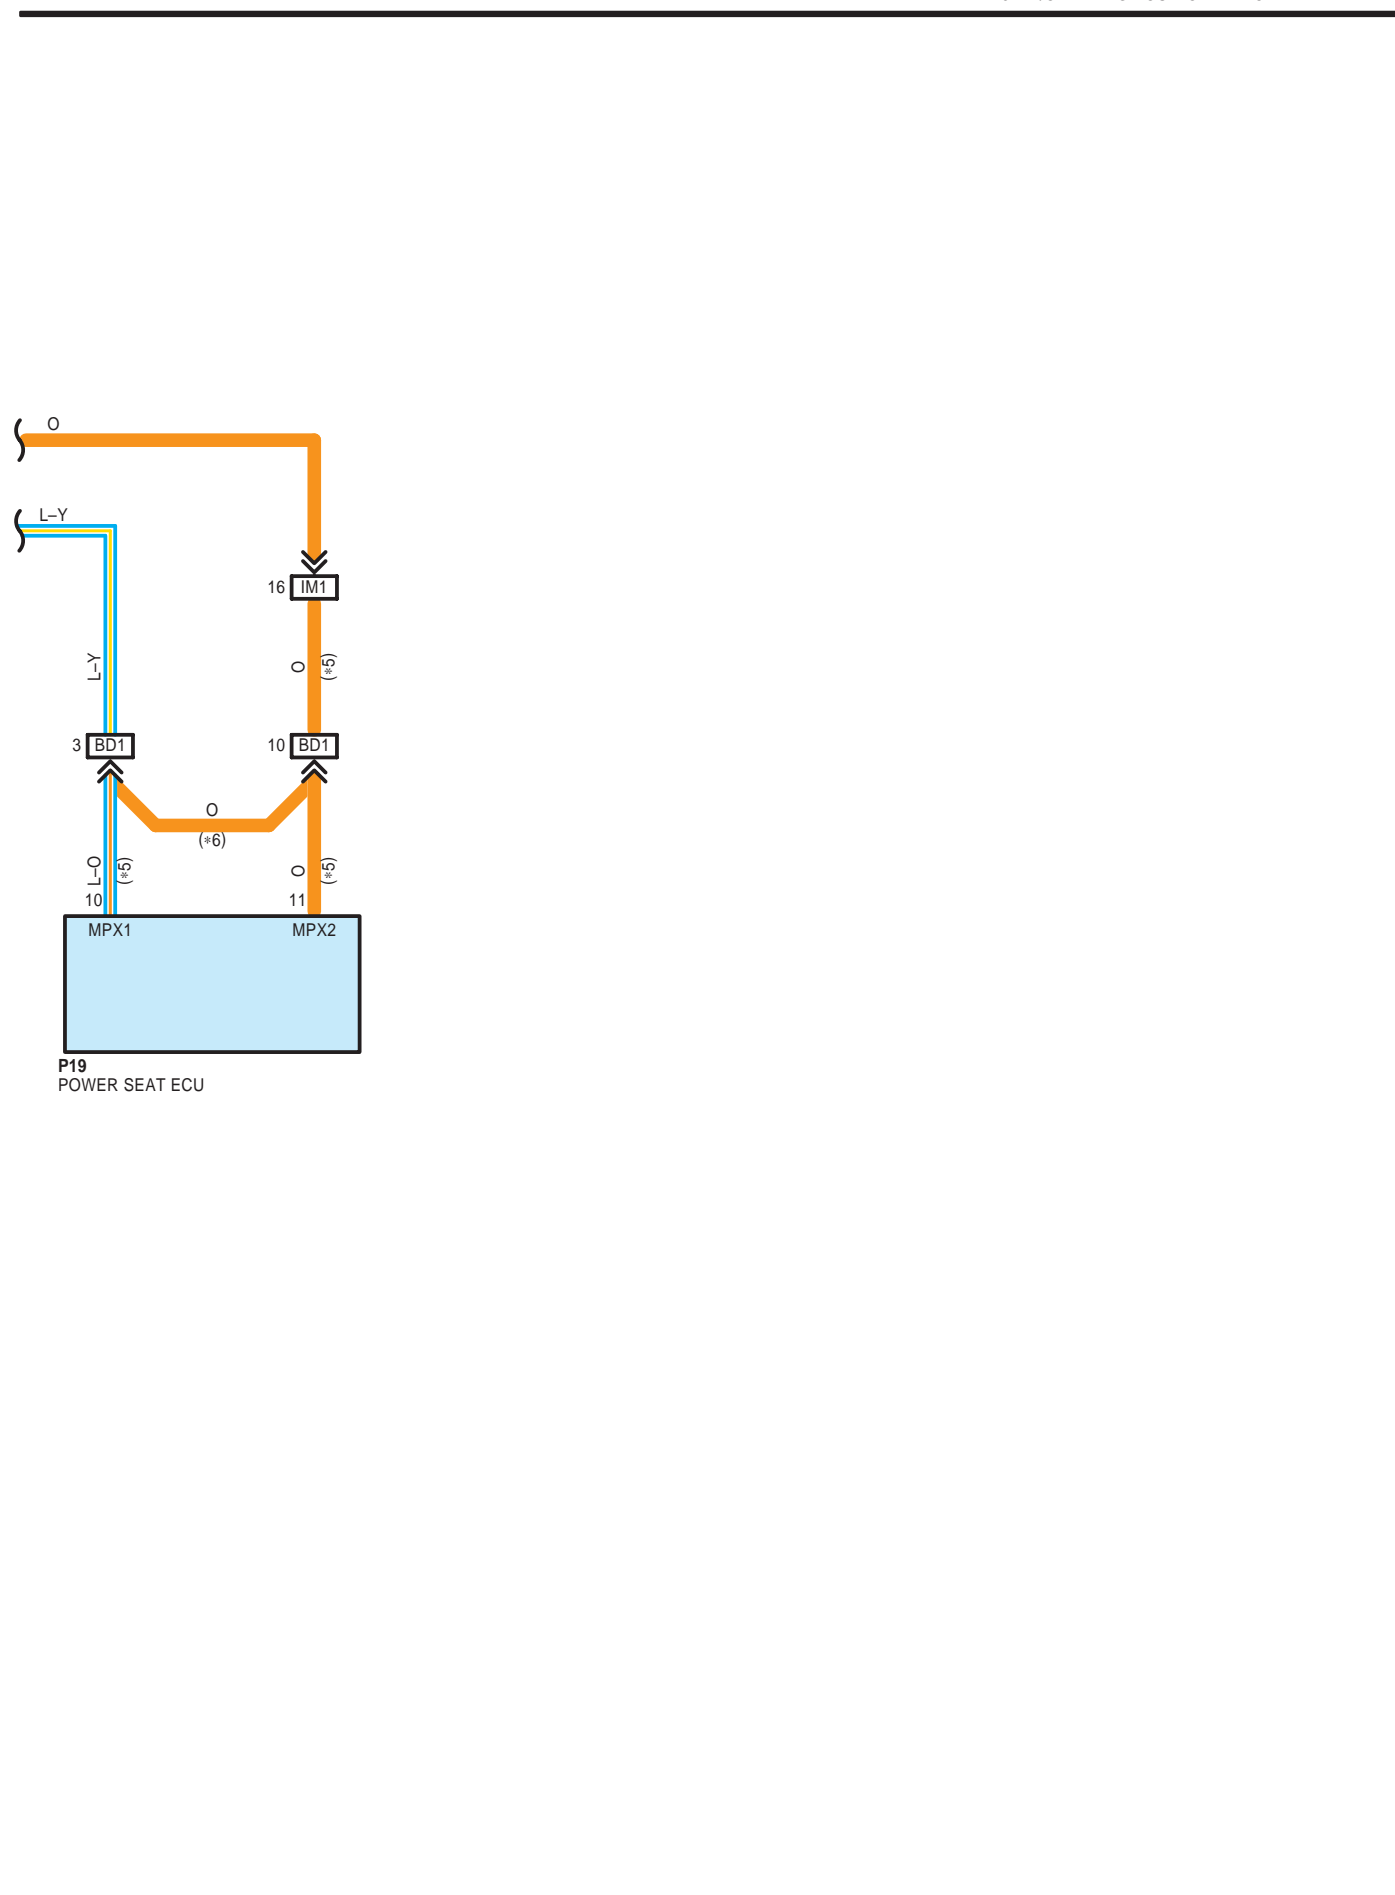 O
L–Y
16 IM1
L–Y
O
(*5)
3 BD1
10 BD1
O
(*6)
L–O
(*5)
O
(*5)
10
11
MPX1
MPX2
P19
POWER SEAT ECU